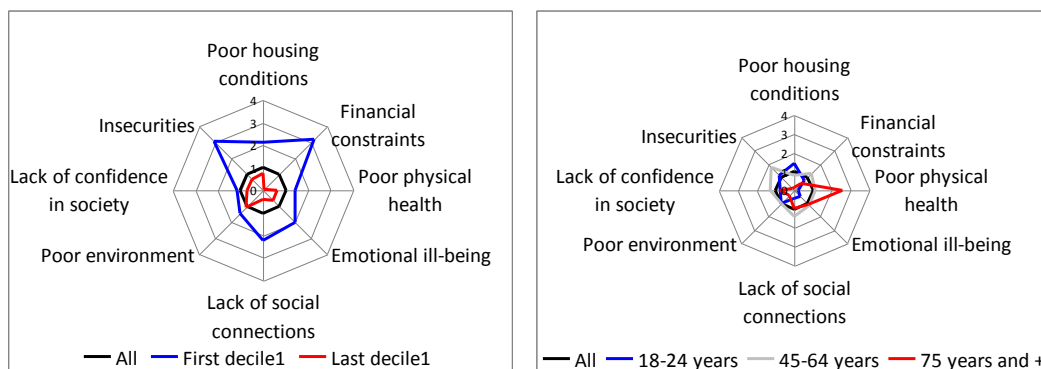 Poor housing
conditions
4
3
2
1
0
Financial
constraints
Insecurities
Lack of confidence
in society
Poor physical
health
Poor environment
Emotional ill-being
Lack of social
connections
All
First decile1
Last decile1
Poor housing
conditions
4
3
2
1
0
Financial
constraints
Insecurities
Lack of confidence
in society
Poor physical
health
Poor environment
Emotional ill-being
Lack of social
connections
All
18-24 years
45-64 years
75 years and +